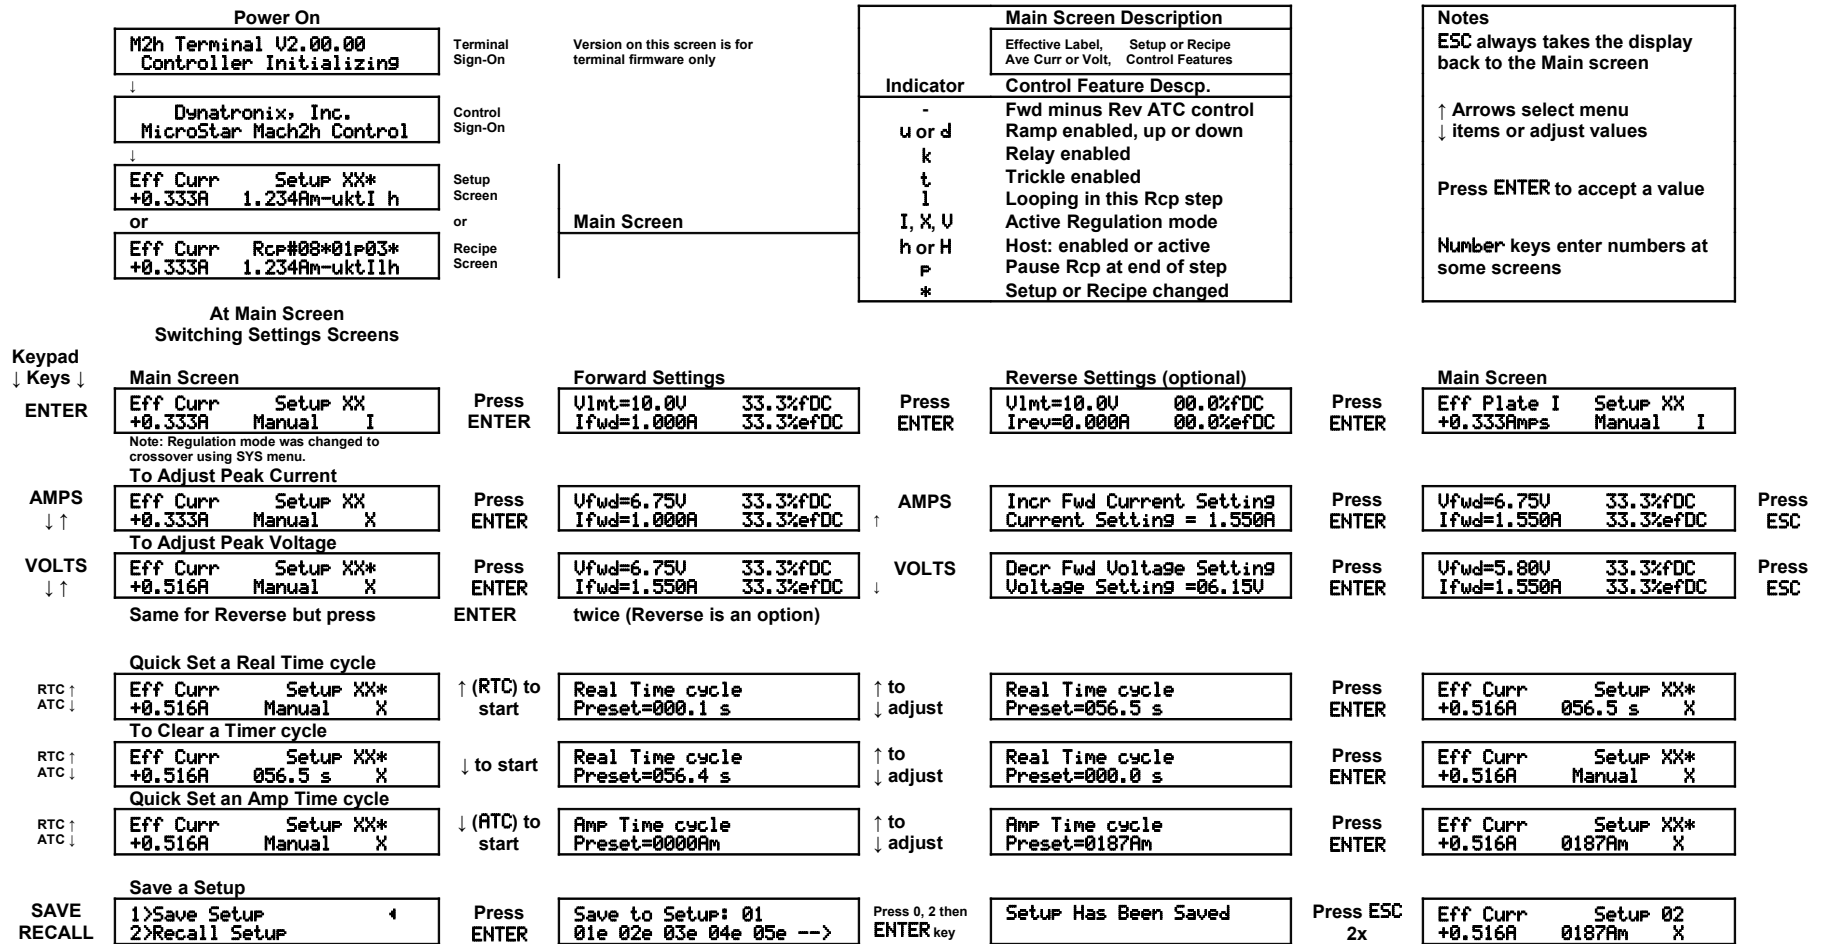 Power On
M2h Terminal V2.00.00
Controller Initializing
Terminal
Sign-On
Version on this screen is for
terminal firmware only
↓
Dynatronix, Inc.
MicroStar Mach2h Control
Control
Sign-On
↓
Eff Curr Setup XX*
+0.333A 1.234Am-uktI h
Setup
Screen
or
or
Main Screen
Eff Curr Rcp#08*01p03*
+0.333A 1.234Am-uktIlh
Recipe
Screen
Main Screen Description
Effective Label, Setup or Recipe
Ave Curr or Volt, Control Features
Indicator Control Feature Descp.
- Fwd minus Rev ATC control
u or d Ramp enabled, up or down
k Relay enabled
t Trickle enabled
l Looping in this Rcp step
I, X, V Active Regulation mode
h or H Host: enabled or active
p Pause Rcp at end of step
* Setup or Recipe changed
Notes
ESC always takes the display
back to the Main screen
↑ Arrows select menu
↓ items or adjust values
Press ENTER to accept a value
Number keys enter numbers at
some screens
At Main Screen
Switching Settings Screens
Keypad
↓ Keys ↓
Main Screen Forward Settings Reverse Settings (optional) Main Screen
ENTER
Eff Curr Setup XX
+0.333A Manual I
Press
ENTER
Vlmt=10.0V 33.3%fDC
Ifwd=1.000A 33.3%efDC
Press
ENTER
Vlmt=10.0V 00.0%fDC
Irev=0.000A 00.0%efDC
Press
ENTER
Eff Plate I Setup XX
+0.333Amps Manual I
Note: Regulation mode was changed to
crossover using SYS menu.
To Adjust Peak Current
AMPS
↓ ↑
Eff Curr Setup XX
+0.333A Manual X
Press
ENTER
Vfwd=6.75V 33.3%fDC
Ifwd=1.000A 33.3%efDC
AMPS
↑
Incr Fwd Current Setting
Current Setting = 1.550A
Press
ENTER
Vfwd=6.75V 33.3%fDC
Ifwd=1.550A 33.3%efDC
Press
ESC
To Adjust Peak Voltage
VOLTS
↓ ↑
Eff Curr Setup XX*
+0.516A Manual X
Press
ENTER
Vfwd=6.75V 33.3%fDC
Ifwd=1.550A 33.3%efDC
VOLTS
↓
Decr Fwd Voltage Setting
Voltage Setting =06.15V
Press
ENTER
Vfwd=5.80V 33.3%fDC
Ifwd=1.550A 33.3%efDC
Press
ESC
Same for Reverse but press ENTER twice (Reverse is an option)
Quick Set a Real Time cycle
RTC ↑
ATC ↓
Eff Curr Setup XX*
+0.516A Manual X
↑ (RTC) to
start
Real Time cycle
Preset=000.1 s
↑ to
↓ adjust
Real Time cycle
Preset=056.5 s
Press
ENTER
Eff Curr Setup XX*
+0.516A 056.5 s X
To Clear a Timer cycle
RTC ↑
ATC ↓
Eff Curr Setup XX*
+0.516A 056.5 s X
↓ to start
Real Time cycle
Preset=056.4 s
↑ to
↓ adjust
Real Time cycle
Preset=000.0 s
Press
ENTER
Eff Curr Setup XX*
+0.516A Manual X
Quick Set an Amp Time cycle
RTC ↑
ATC ↓
Eff Curr Setup XX*
+0.516A Manual X
↓ (ATC) to
start
Amp Time cycle
Preset=0000Am
↑ to
↓ adjust
Amp Time cycle
Preset=0187Am
Press
ENTER
Eff Curr Setup XX*
+0.516A 0187Am X
Save a Setup
SAVE
RECALL
1>Save Setup
2>Recall Setup
Press
ENTER
Save to Setup: 01
01e 02e 03e 04e 05e -->
Press 0, 2 then
ENTER key
Setup Has Been Saved
Press ESC
2x
Eff Curr Setup 02
+0.516A 0187Am X